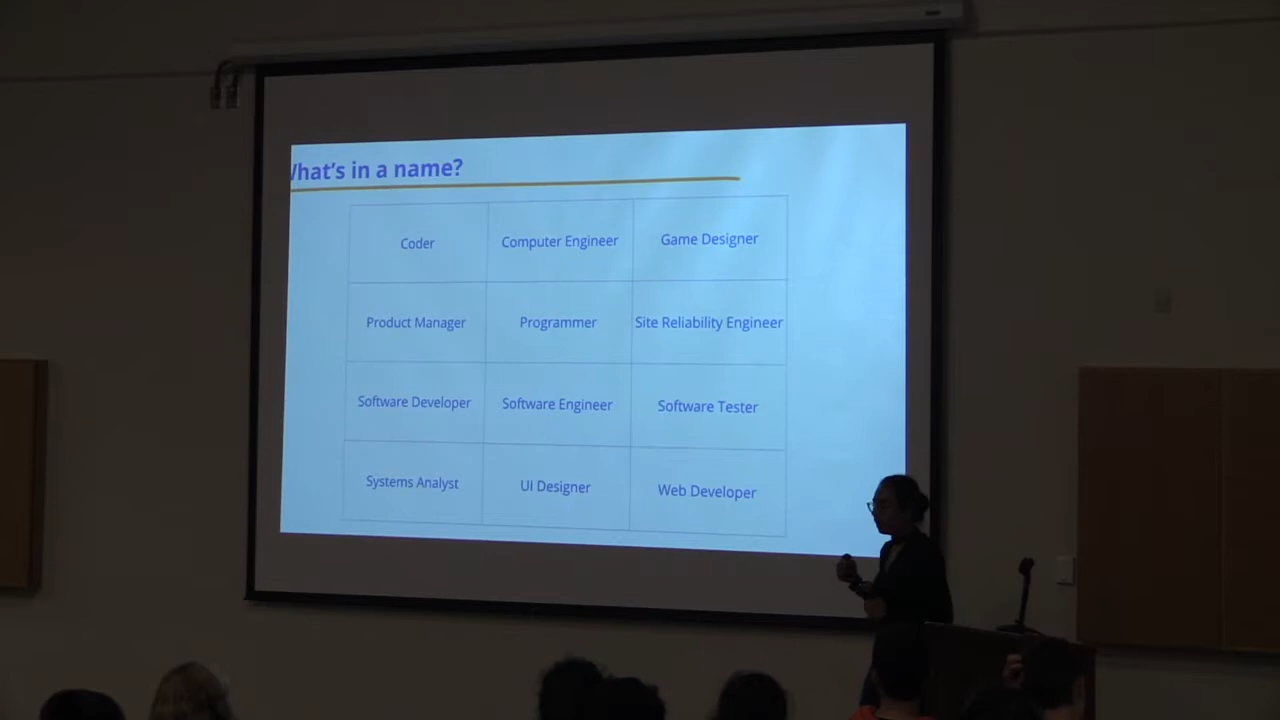 What's in a name?
Coder Computer Engineer Game Designer
Product Manager Programmer Site Reliability Engineer
Software Developer Software Engineer Software Tester
Systems Analyst UI Designer Web Developer